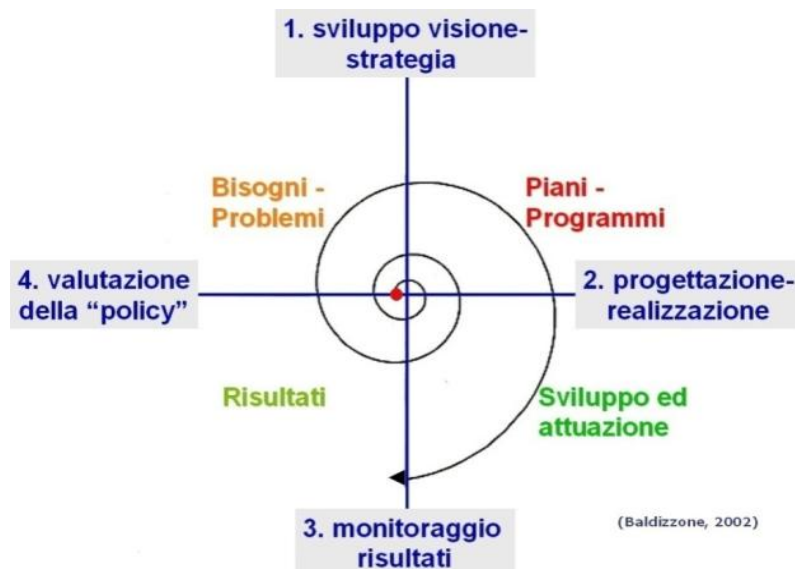 1. sviluppo visione-
strategia
Bisogni -
Problemi
Piani -
Programmi
4. valutazione
della “policy”
2. progettazione-
realizzazione
Risultati
Sviluppo ed
attuazione
3. monitoraggio
risultati
(Baldizzone, 2002)